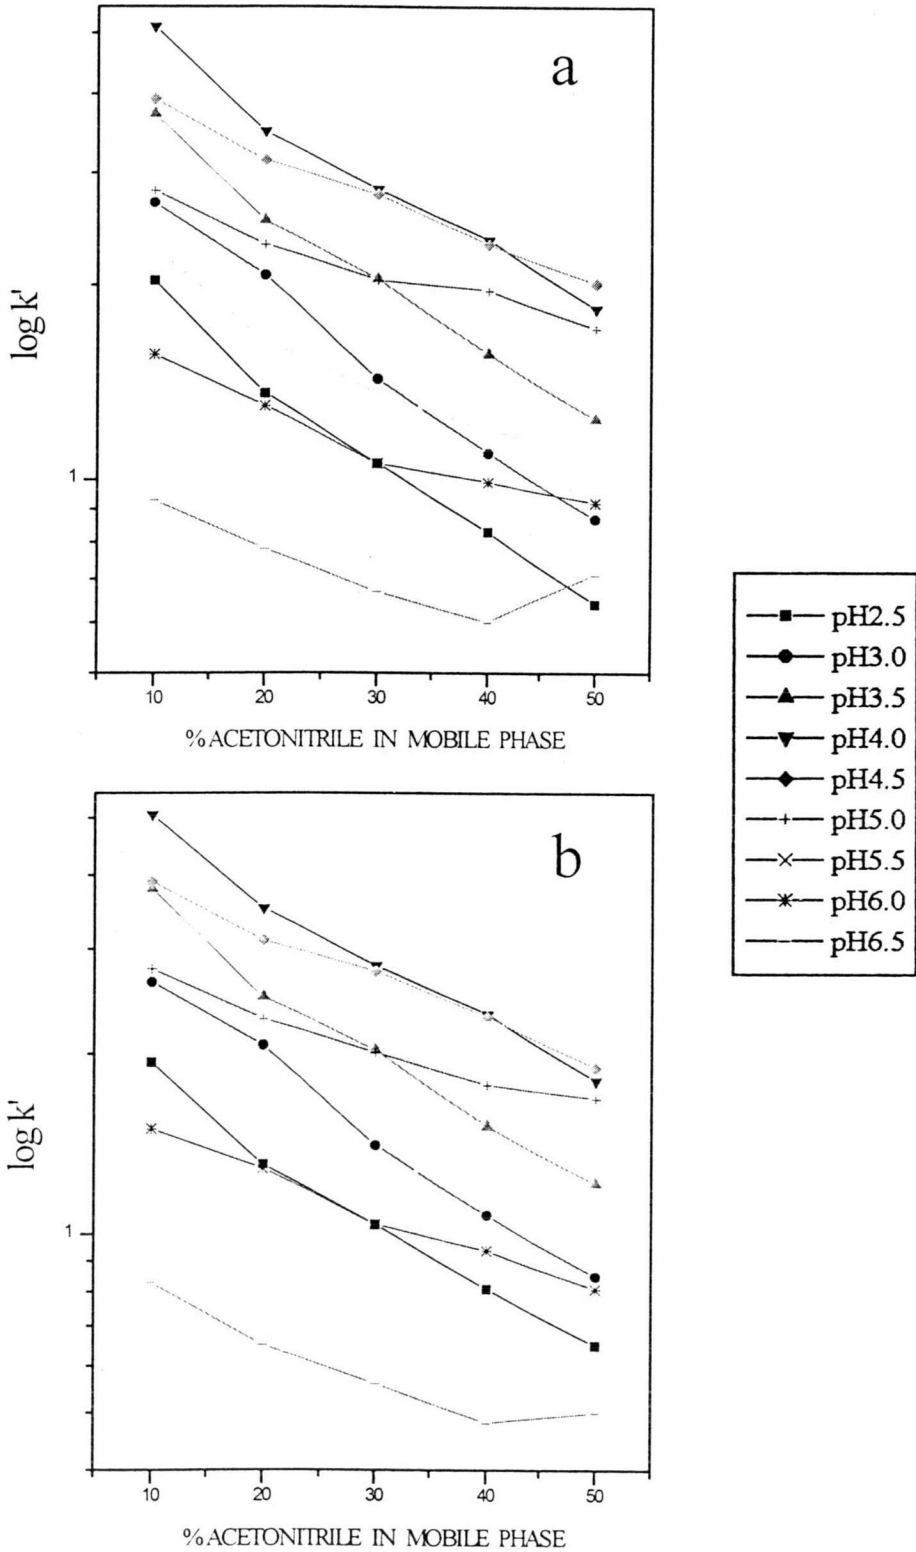 a
log k'
1
10 20 30 40 50
% ACETONITRILE IN MOBILE PHASE
pH2.5
pH3.0
pH3.5
pH4.0
pH4.5
pH5.0
pH5.5
pH6.0
pH6.5
b
log k'
1
10 20 30 40 50
% ACETONITRILE IN MOBILE PHASE